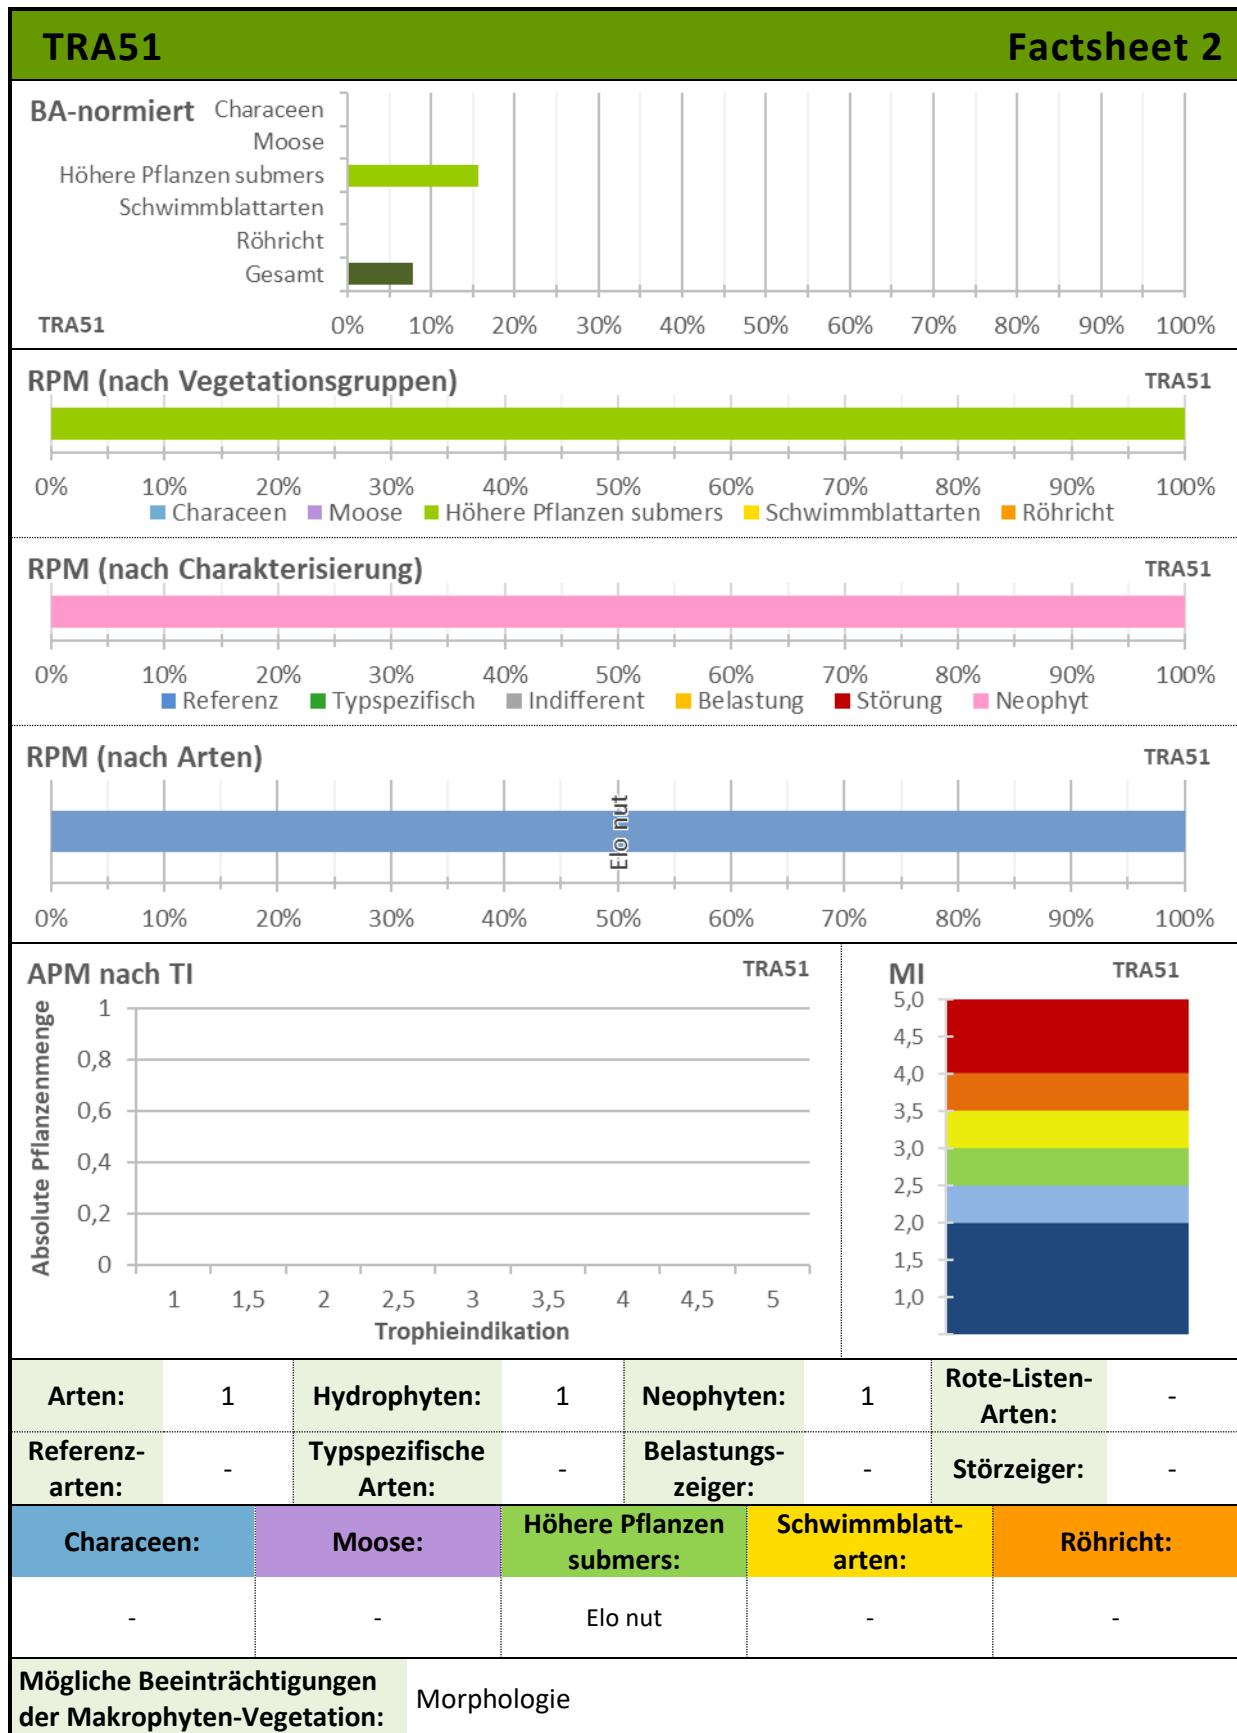 TRA51 Factsheet 2
BA-normiert
Characeen
Moose
Höhere Pflanzen submers
Schwimmblattarten
Röhricht
Gesamt
TRA51
0% 10% 20% 30% 40% 50% 60% 70% 80% 90% 100%
RPM (nach Vegetationsgruppen) TRA51
0% 10% 20% 30% 40% 50% 60% 70% 80% 90% 100%
Characeen Moose Höhere Pflanzen submers Schwimmblattarten Röhricht
RPM (nach Charakterisierung) TRA51
0% 10% 20% 30% 40% 50% 60% 70% 80% 90% 100%
Referenz Typspezifisch Indifferent Belastung Störung Neophyt
RPM (nach Arten) TRA51
Elo nut
0% 10% 20% 30% 40% 50% 60% 70% 80% 90% 100%
APM nach TI TRA51
Absolute Pflanzenmenge
1
0,8
0,6
0,4
0,2
0
1 1,5 2 2,5 3 3,5 4 4,5 5
Trophieindikation
MI TRA51
5,0
4,5
4,0
3,5
3,0
2,5
2,0
1,5
1,0
Arten: 1 Hydrophyten: 1 Neophyten: 1 Rote-Listen-
Arten: -
Referenz-
arten: - Typspezifische
Arten: - Belastungs-
zeiger: - Störzeiger: -
Characeen: Moose: Höhere Pflanzen
submers: Schwimmblatt-
arten: Röhricht:
- - Elo nut - -
Mögliche Beeinträchtigungen
der Makrophyten-Vegetation: Morphologie